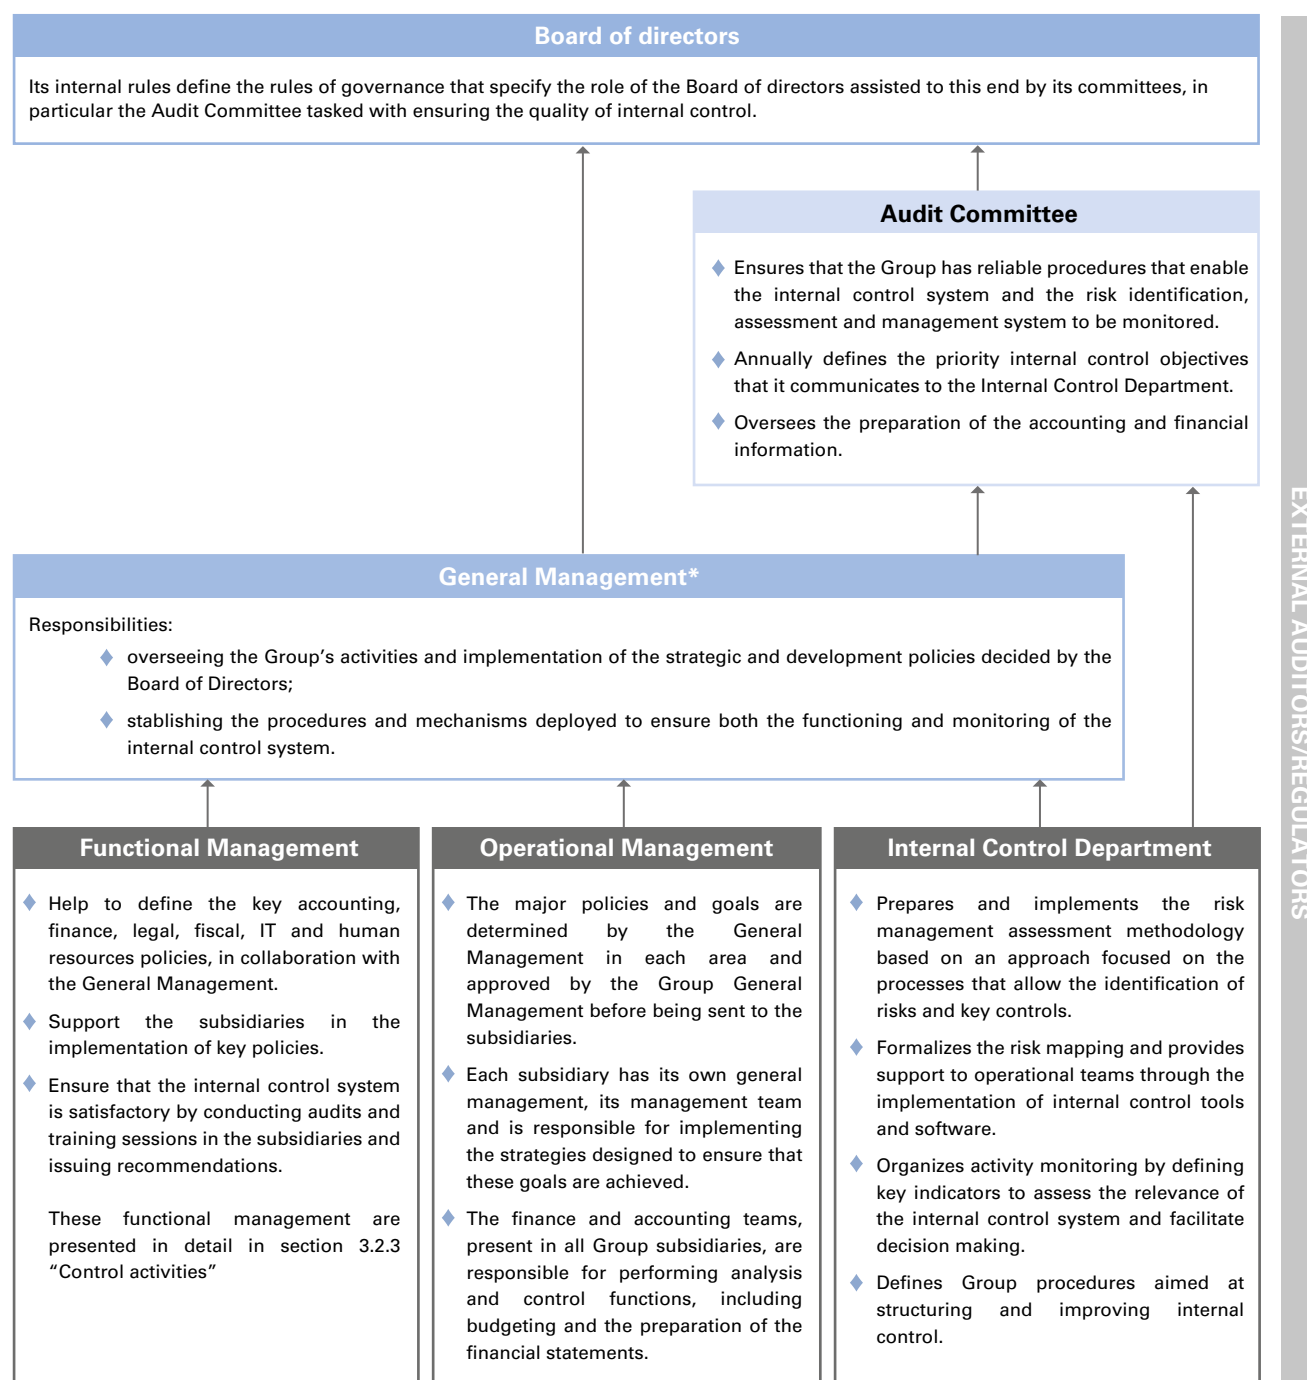 Board of directors
Its internal rules define the rules of governance that specify the role of the Board of directors assisted to this end by its committees, in
particular the Audit Committee tasked with ensuring the quality of internal control.
Audit Committee
♦ Ensures that the Group has reliable procedures that enable
the internal control system and the risk identification,
assessment and management system to be monitored.
♦ Annually defines the priority internal control objectives
that it communicates to the Internal Control Department.
♦ Oversees the preparation of the accounting and financial
information.
General Management*
Responsibilities:
♦ overseeing the Group's activities and implementation of the strategic and development policies decided by the
Board of Directors;
♦ stablishing the procedures and mechanisms deployed to ensure both the functioning and monitoring of the
internal control system.
Functional Management
♦ Help to define the key accounting,
finance, legal, fiscal, IT and human
resources policies, in collaboration with
the General Management.
♦ Support the subsidiaries in the
implementation of key policies.
♦ Ensure that the internal control system
is satisfactory by conducting audits and
training sessions in the subsidiaries and
issuing recommendations.
These functional management are
presented in detail in section 3.2.3
“Control activities”
Operational Management
♦ The major policies and goals are
determined by the General
Management in each area and
approved by the Group General
Management before being sent to the
subsidiaries.
♦ Each subsidiary has its own general
management, its management team
and is responsible for implementing
the strategies designed to ensure that
these goals are achieved.
♦ The finance and accounting teams,
present in all Group subsidiaries, are
responsible for performing analysis
and control functions, including
budgeting and the preparation of the
financial statements.
Internal Control Department
♦ Prepares and implements the risk
management assessment methodology
based on an approach focused on the
processes that allow the identification of
risks and key controls.
♦ Formalizes the risk mapping and provides
support to operational teams through the
implementation of internal control tools
and software.
♦ Organizes activity monitoring by defining
key indicators to assess the relevance of
the internal control system and facilitate
decision making.
♦ Defines Group procedures aimed at
structuring and improving internal
control.
EXTERNAL AUDITORS/REGULATORS